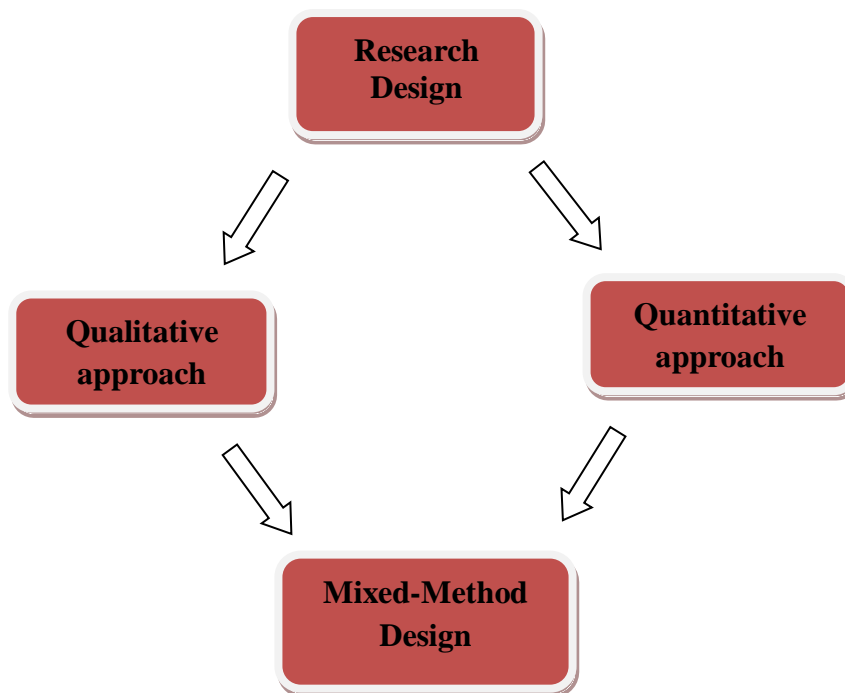 Research
Design
Qualitative
approach
Quantitative
approach
Mixed-Method
Design